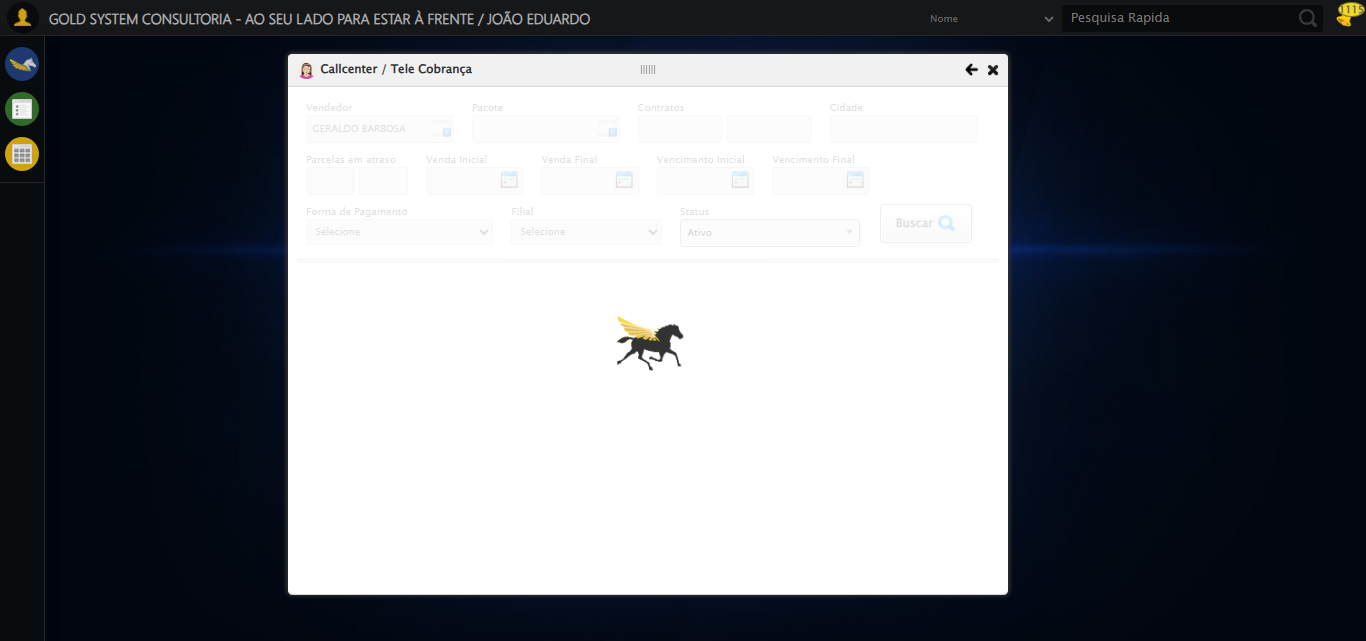 GOLD SYSTEM CONSULTORIA - AO SEU LADO PARA ESTAR À FRENTE / JOÃO EDUARDO
Nome
Pesquisa Rapida
1115
Callcenter / Tele Cobrança
Vendedor Pacote Contratos Cidade
GERALDO BARBOSA
Parcelas em atraso Venda Inicial Venda Final Vencimento Inicial Vencimento Final
Forma de Pagamento Filial Status
Selecione Selecione Ativo Buscar